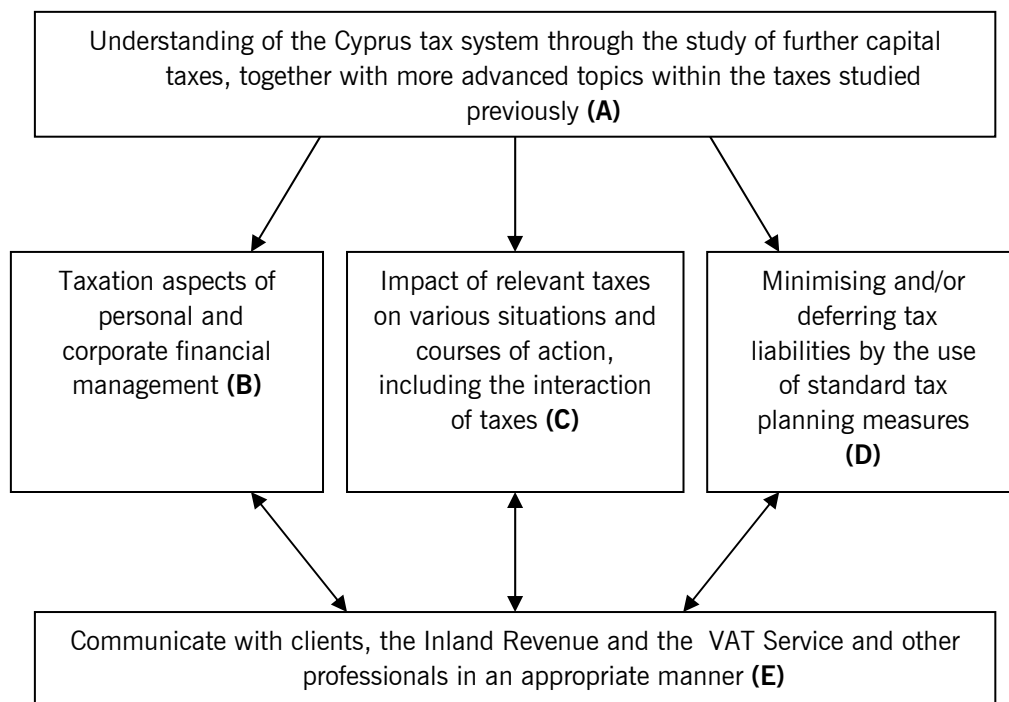 Understanding of the Cyprus tax system through the study of further capital
taxes, together with more advanced topics within the taxes studied
previously (A)
Taxation aspects of
personal and
corporate financial
management (B)
Impact of relevant taxes
on various situations and
courses of action,
including the interaction
of taxes (C)
Minimising and/or
deferring tax
liabilities by the use
of standard tax
planning measures
(D)
Communicate with clients, the Inland Revenue and the VAT Service and other
professionals in an appropriate manner (E)